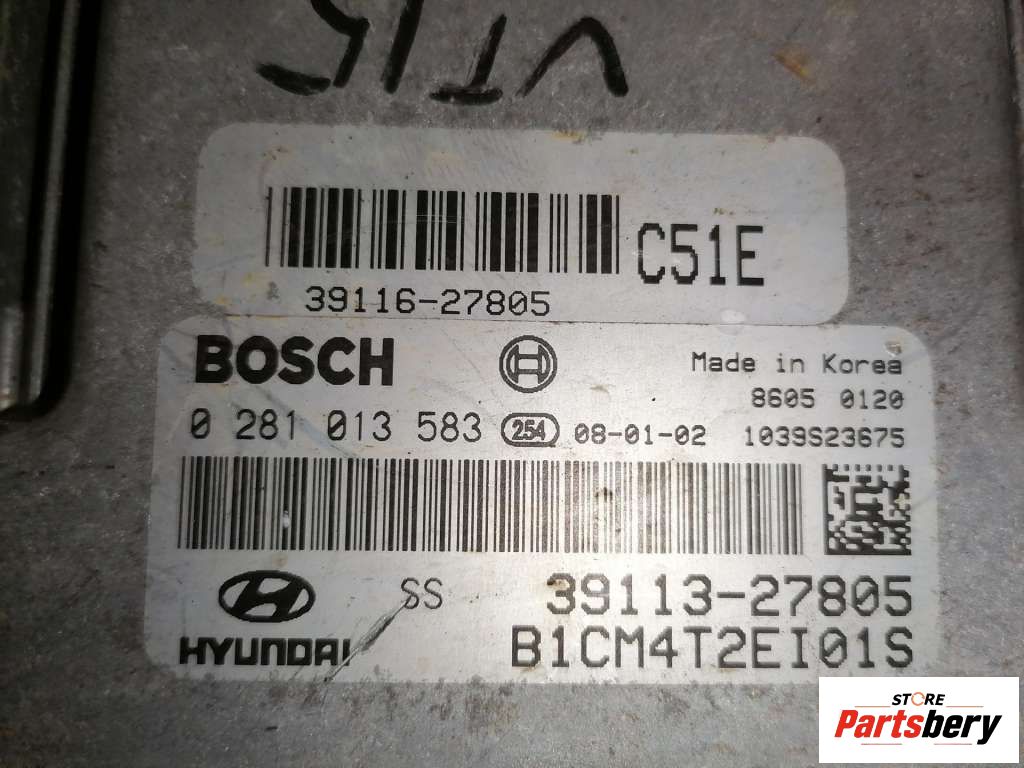 VT15
C51E
39116-27805
BOSCH
Made in Korea
8605 0120
0 281 013 583 254 08-01-02 1039S23675
SS 39113-27805
HYUNDAI B1CM4T2EI01S
STORE
Partsbery